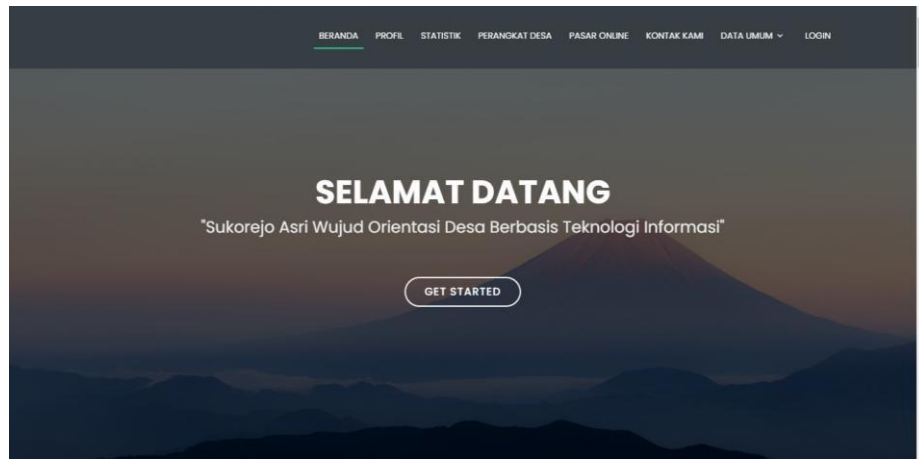 BERANDA PROFIL STATISTIK PERANGKAT DESA PASAR ONLINE KONTAK KAMI DATA UMUM LOGIN
SELAMAT DATANG
"Sukorejo Asri Wujud Orientasi Desa Berbasis Teknologi Informasi"
GET STARTED